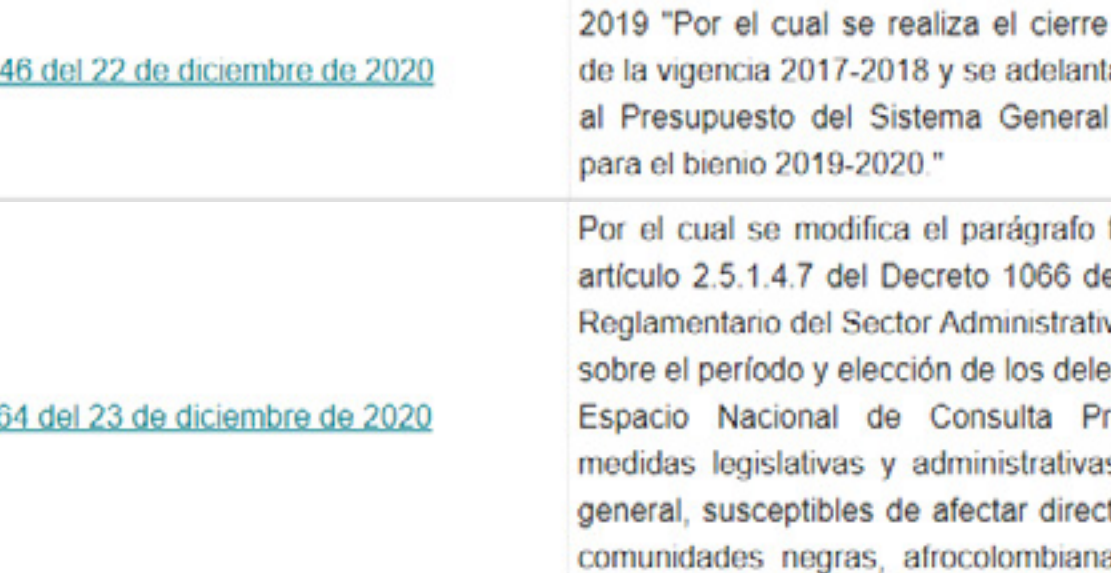 2019 "Por el cual se realiza el cierre
46 del 22 de diciembre de 2020
de la vigencia 2017-2018 y se adelanta
al Presupuesto del Sistema General
para el bienio 2019-2020."
Por el cual se modifica el parágrafo
artículo 2.5.1.4.7 del Decreto 1066 de
Reglamentario del Sector Administrativ
sobre el período y elección de los dele
64 del 23 de diciembre de 2020
Espacio Nacional de Consulta Pr
medidas legislativas y administrativas
general, susceptibles de afectar direct
comunidades negras, afrocolombiana